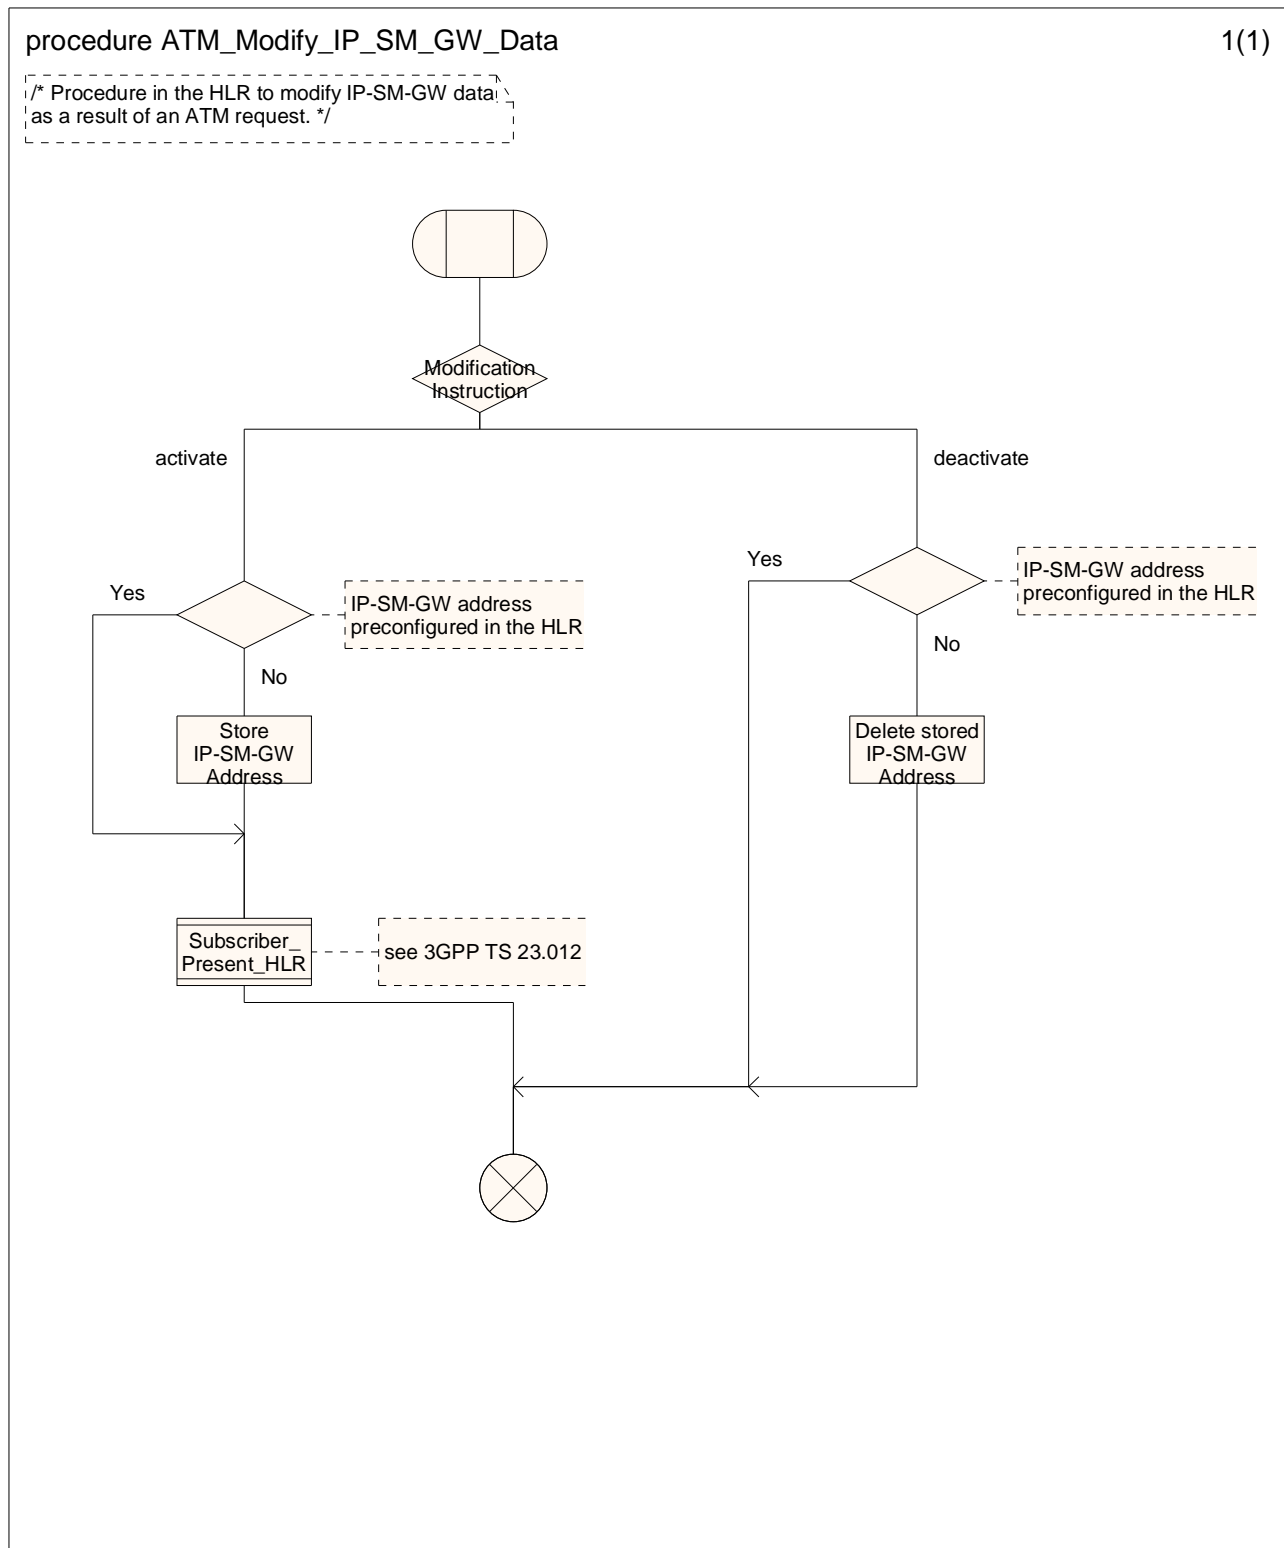 procedure ATM_Modify_IP_SM_GW_Data
1(1)
/* Procedure in the HLR to modify IP-SM-GW data
as a result of an ATM request. */
Modification
Instruction
activate
deactivate
Yes
IP-SM-GW address
preconfigured in the HLR
No
Yes
IP-SM-GW address
preconfigured in the HLR
No
Store
IP-SM-GW
Address
Delete stored
IP-SM-GW
Address
Subscriber_
Present_HLR
see 3GPP TS 23.012